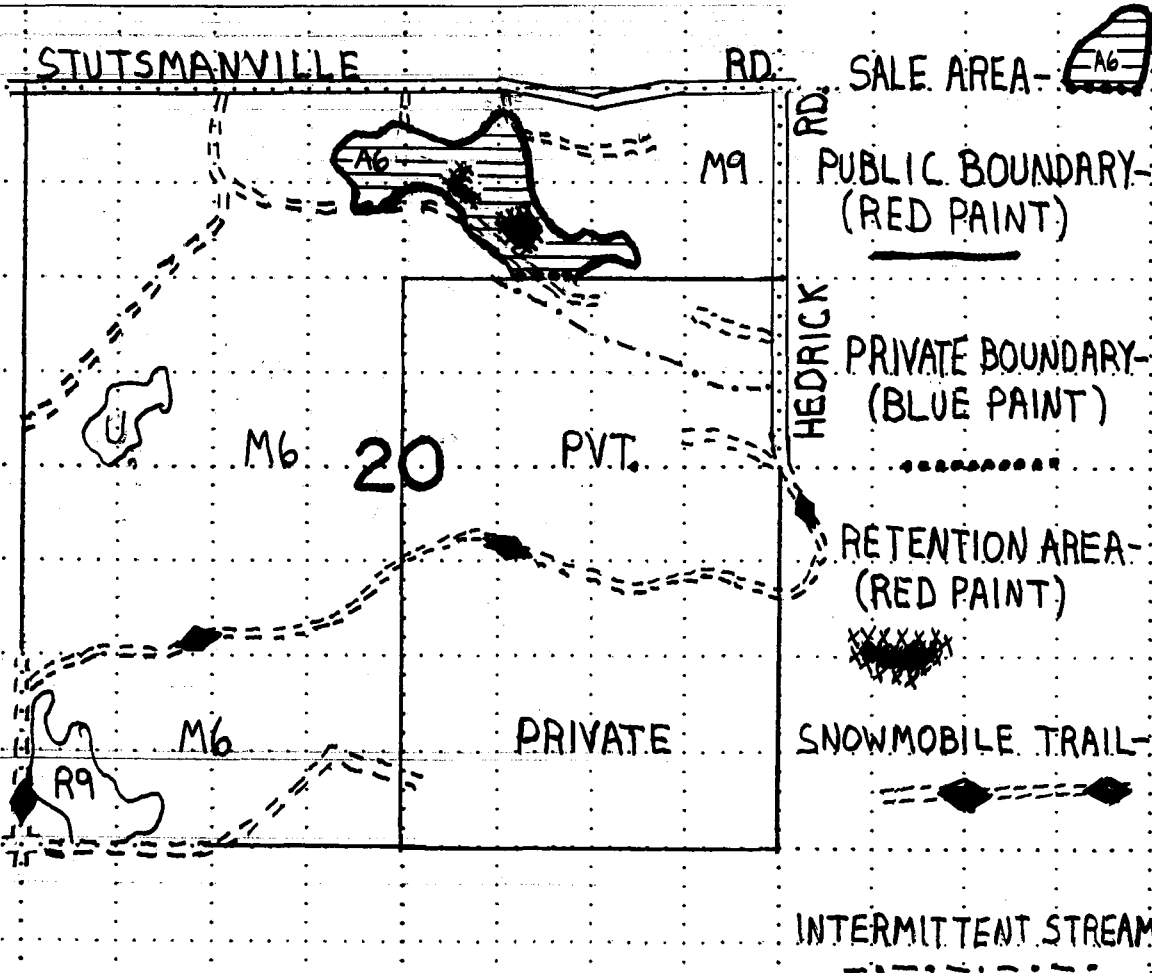 STUTSMANVILLE RD.
A6
M9
M6
20
PVT.
M6
R9
PRIVATE
U
HEDRICK RD.
SALE AREA-
A6
PUBLIC BOUNDARY-
(RED PAINT)
PRIVATE BOUNDARY-
(BLUE PAINT)
RETENTION AREA-
(RED PAINT)
SNOWMOBILE TRAIL-
INTERMITTENT STREAM